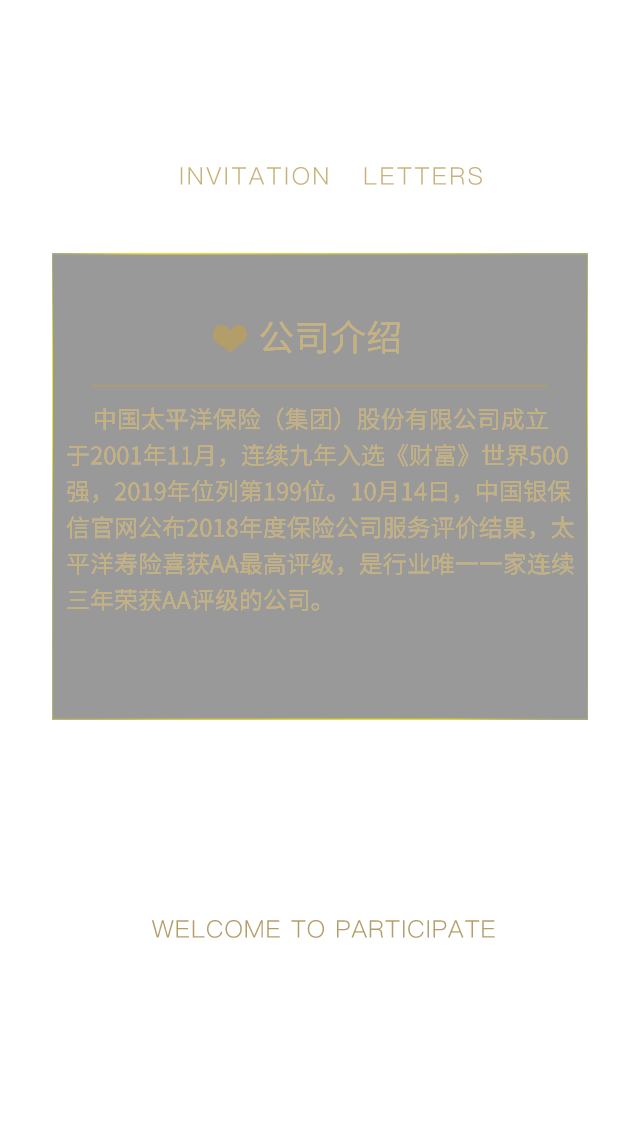 INVITATION LETTERS
公司介绍
中国太平洋保险（集团）股份有限公司成立
于2001年11月，连续九年入选《财富》世界500
强，2019年位列第199位。10月14日，中国银保
信官网公布2018年度保险公司服务评价结果，太
平洋寿险喜获AA最高评级，是行业唯一一家连续
三年荣获AA评级的公司。
WELCOME TO PARTICIPATE